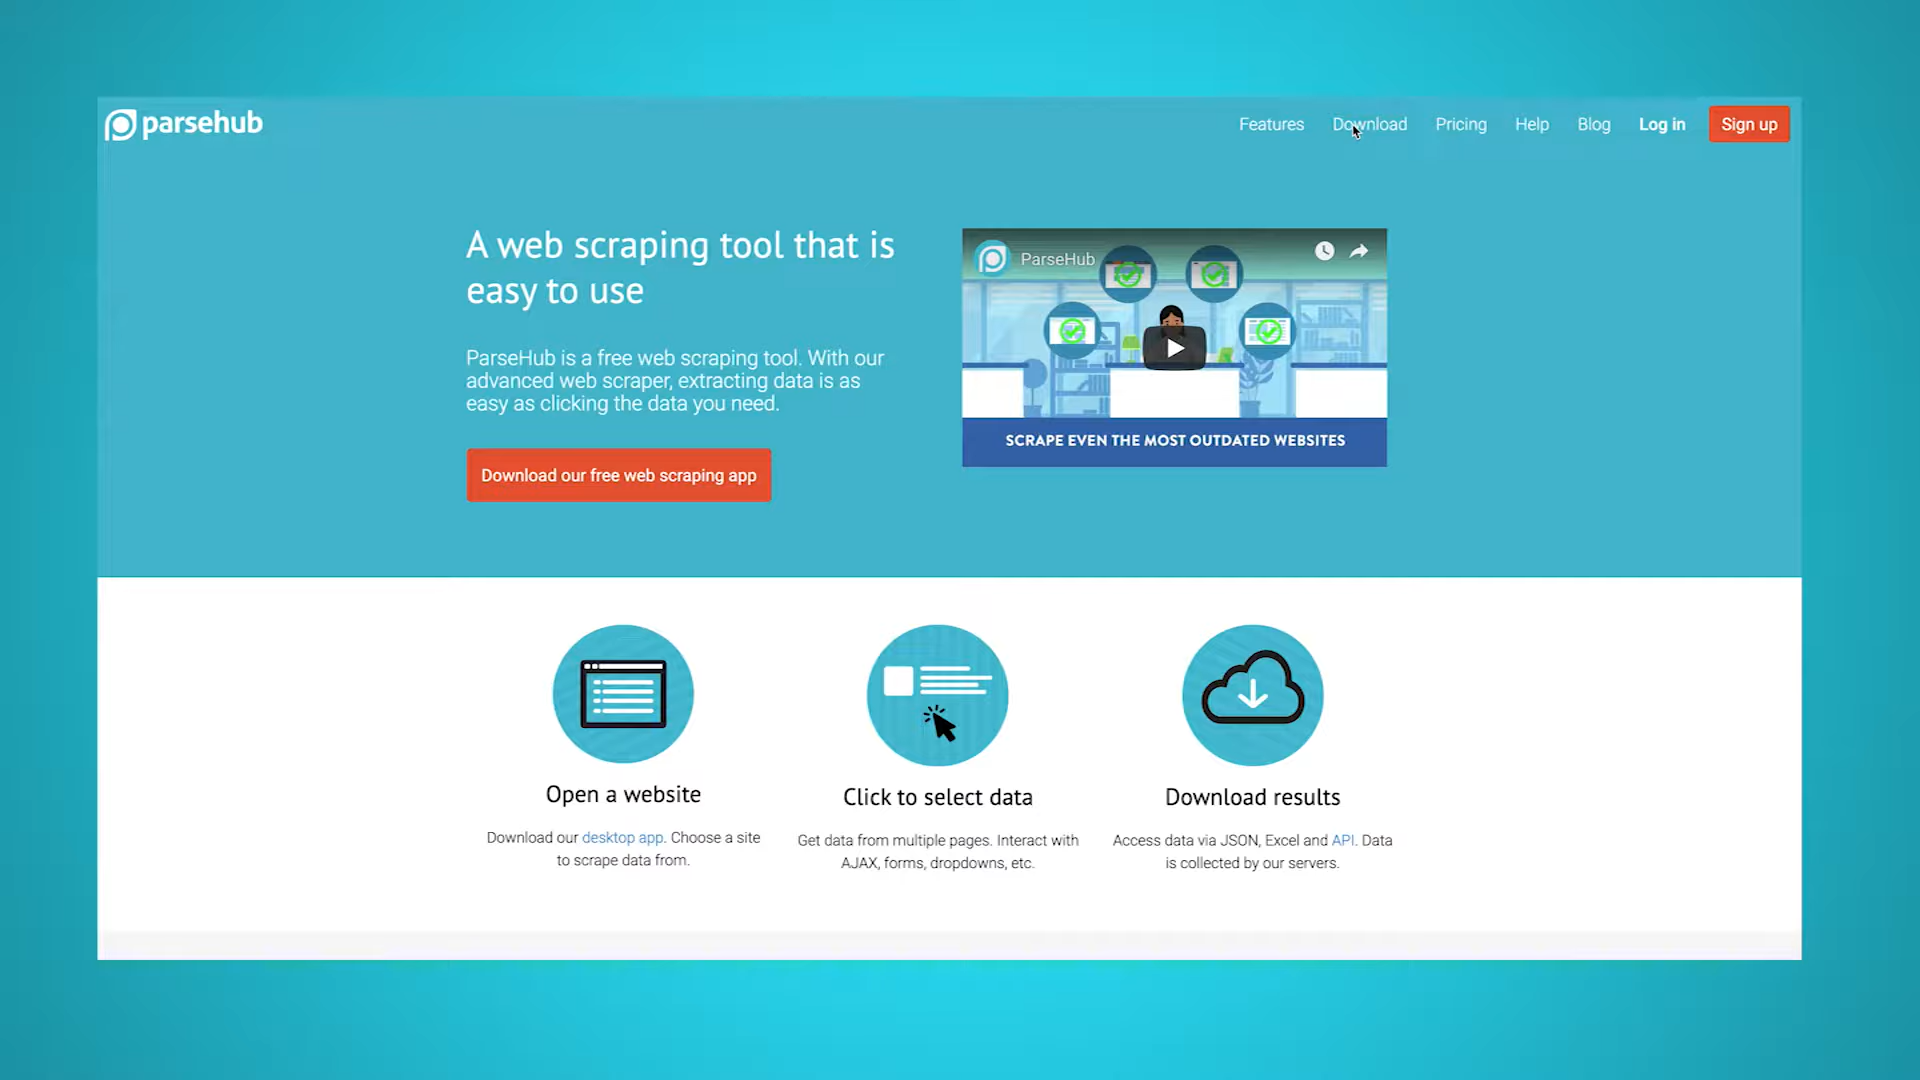 parsehub
Features Download Pricing Help Blog Log in Sign up
A web scraping tool that is
easy to use
ParseHub is a free web scraping tool. With our
advanced web scraper, extracting data is as
easy as clicking the data you need.
Download our free web scraping app
ParseHub
SCRAPE EVEN THE MOST OUTDATED WEBSITES
Open a website
Download our desktop app. Choose a site
to scrape data from.
Click to select data
Get data from multiple pages. Interact with
AJAX, forms, dropdowns, etc.
Download results
Access data via JSON, Excel and API. Data
is collected by our servers.